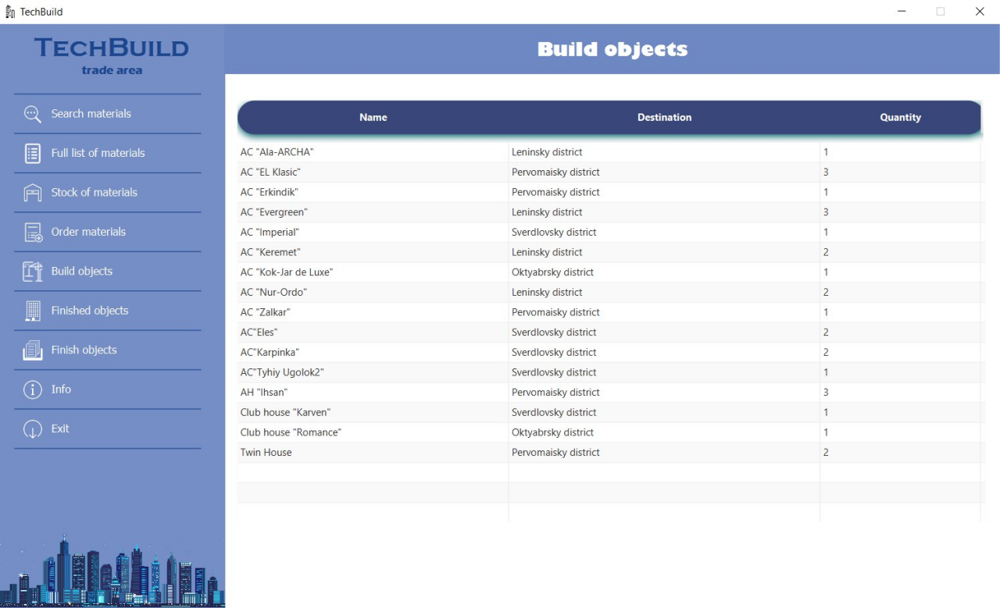 TechBuild
TECHBUILD
trade area
Search materials
Full list of materials
Stock of materials
Order materials
Build objects
Finished objects
Finish objects
Info
Exit
Build objects
Name Destination Quantity
AC "Ala-ARCHA" Leninsky district 1
AC "EL Klasic" Pervomaisky district 3
AC "Erkindik" Pervomaisky district 1
AC "Evergreen" Leninsky district 3
AC "Imperial" Sverdlovsky district 1
AC "Keremet" Leninsky district 2
AC "Kok-Jar de Luxe" Oktyabrsky district 1
AC "Nur-Ordo" Leninsky district 2
AC "Zalkar" Pervomaisky district 1
AC"Eles" Sverdlovsky district 2
AC"Karpinka" Sverdlovsky district 2
AC"Tyhiy Ugolok2" Sverdlovsky district 1
AH "Ihsan" Pervomaisky district 3
Club house "Karven" Sverdlovsky district 1
Club house "Romance" Oktyabrsky district 1
Twin House Pervomaisky district 2